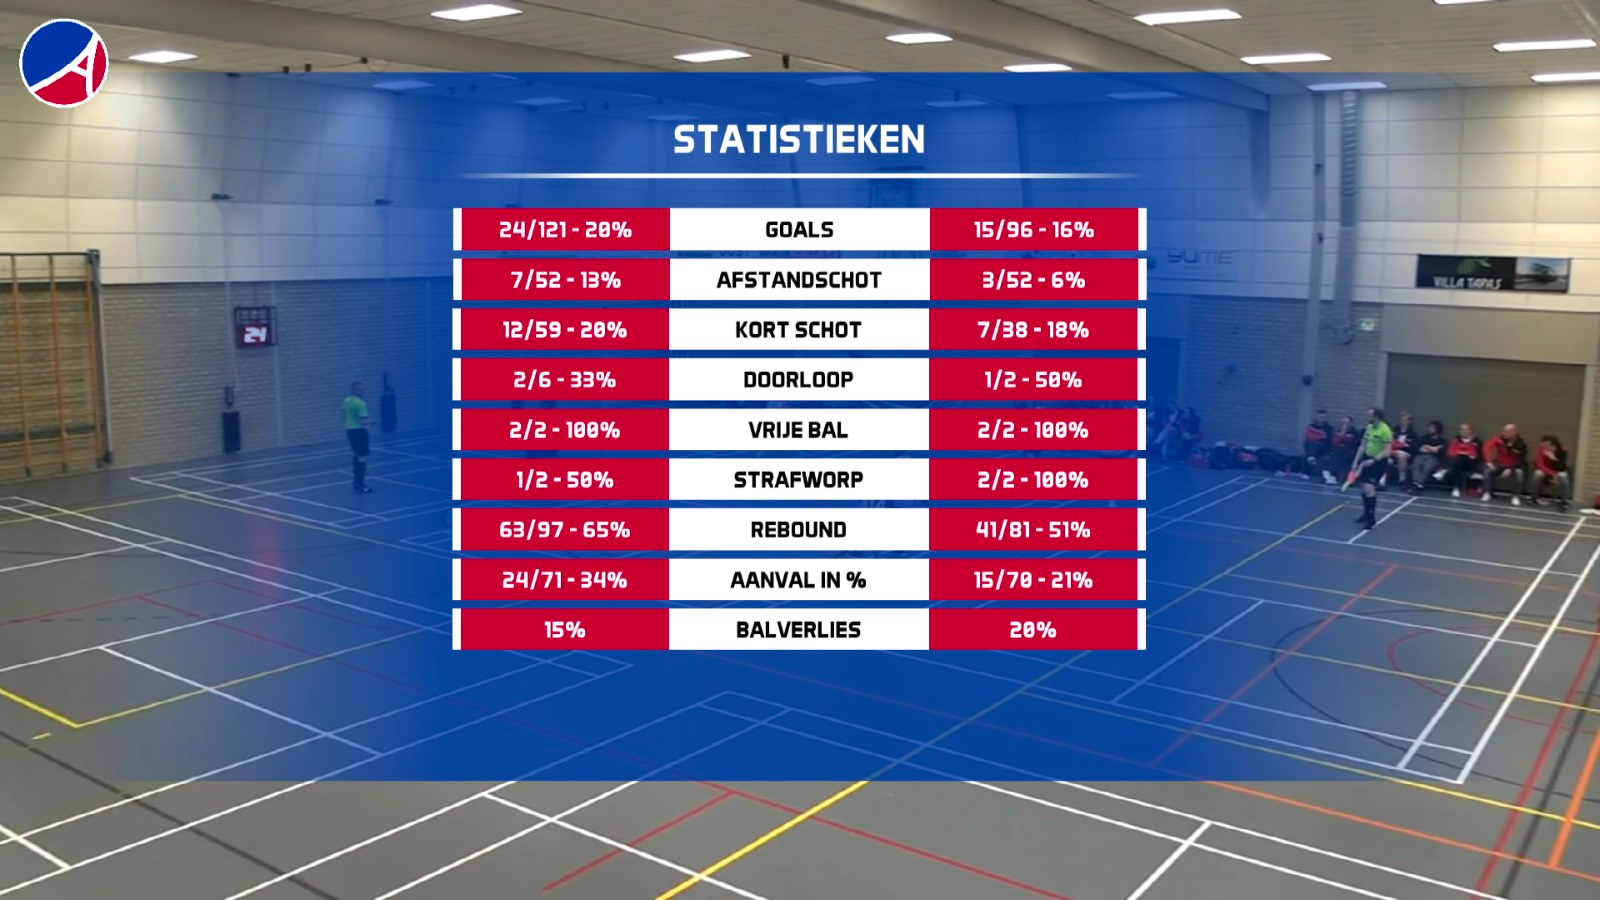 STATISTIEKEN
24/121 - 20% GOALS 15/96 - 16%
7/52 - 13% AFSTANDSCHOT 3/52 - 6%
12/59 - 20% KORT SCHOT 7/38 - 18%
2/6 - 33% DOORLOOP 1/2 - 50%
2/2 - 100% VRIJE BAL 2/2 - 100%
1/2 - 50% STRAFWORP 2/2 - 100%
63/97 - 65% REBOUND 41/81 - 51%
24/71 - 34% AANVAL IN % 15/70 - 21%
15% BALVERLIES 20%
YUME
VILLA TAPAS